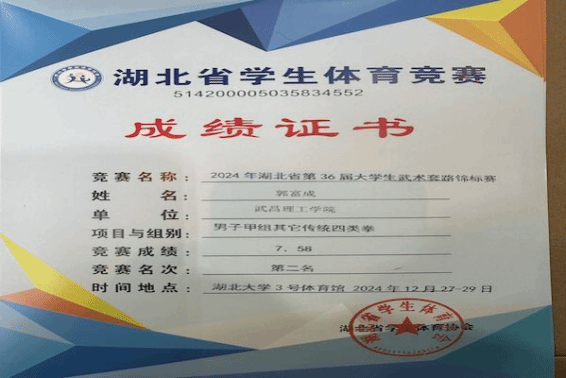 湖北省学生体育竞赛
5142000005035834552
成绩证书
竞赛名称： 2024年湖北省第36届大学生武术套路锦标赛
姓名： 郭富成
单位： 武昌理工学院
项目与组别： 男子甲组其它传统四类拳
竞赛成绩： 7.58
竞赛名次： 第二名
时间地点： 湖北大学3号体育馆 2024年12月27-29日
湖北省学生体育协会